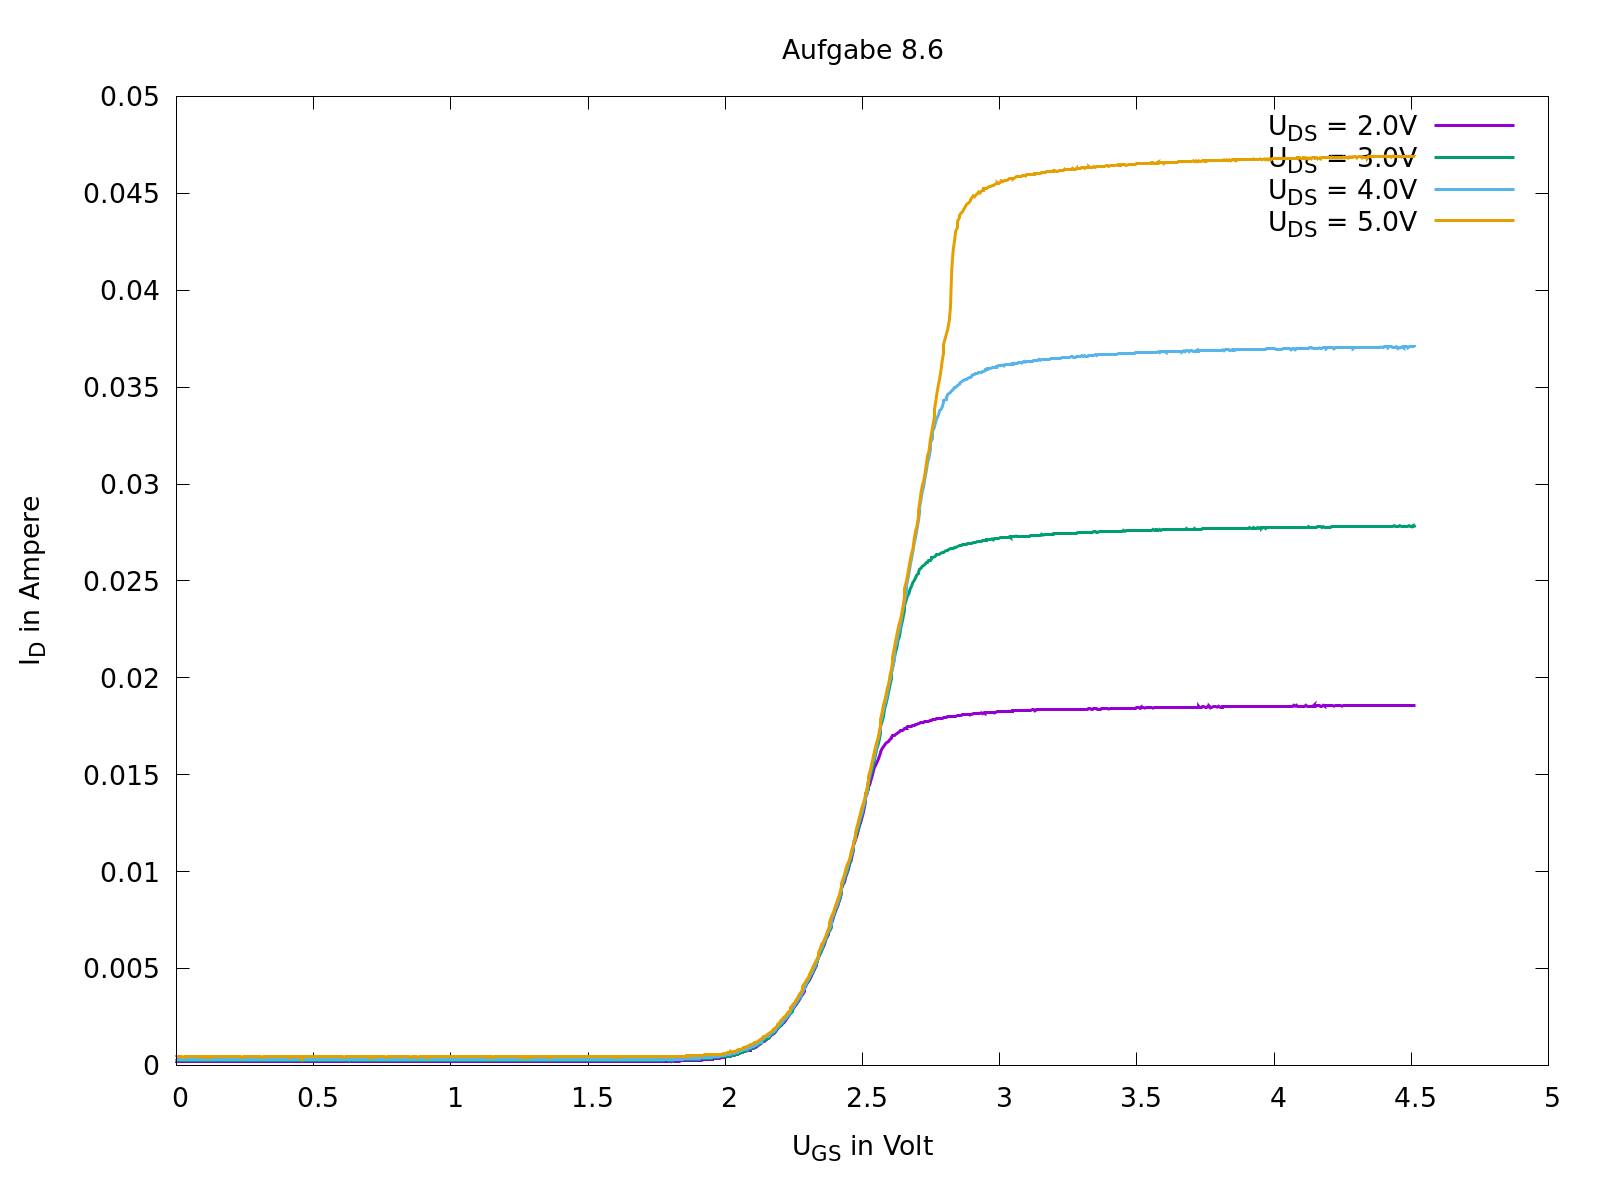 Aufgabe 8.6
0.05
0.045
0.04
0.035
0.03
0.025
0.02
0.015
0.01
0.005
0
I_D in Ampere
U_DS = 2.0V
U_DS = 3.0V
U_DS = 4.0V
U_DS = 5.0V
0 0.5 1 1.5 2 2.5 3 3.5 4 4.5 5
U_GS in Volt